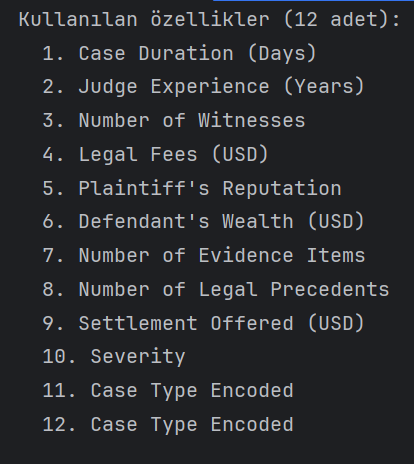 Kullanılan özellikler (12 adet):
1. Case Duration (Days)
2. Judge Experience (Years)
3. Number of Witnesses
4. Legal Fees (USD)
5. Plaintiff's Reputation
6. Defendant's Wealth (USD)
7. Number of Evidence Items
8. Number of Legal Precedents
9. Settlement Offered (USD)
10. Severity
11. Case Type Encoded
12. Case Type Encoded